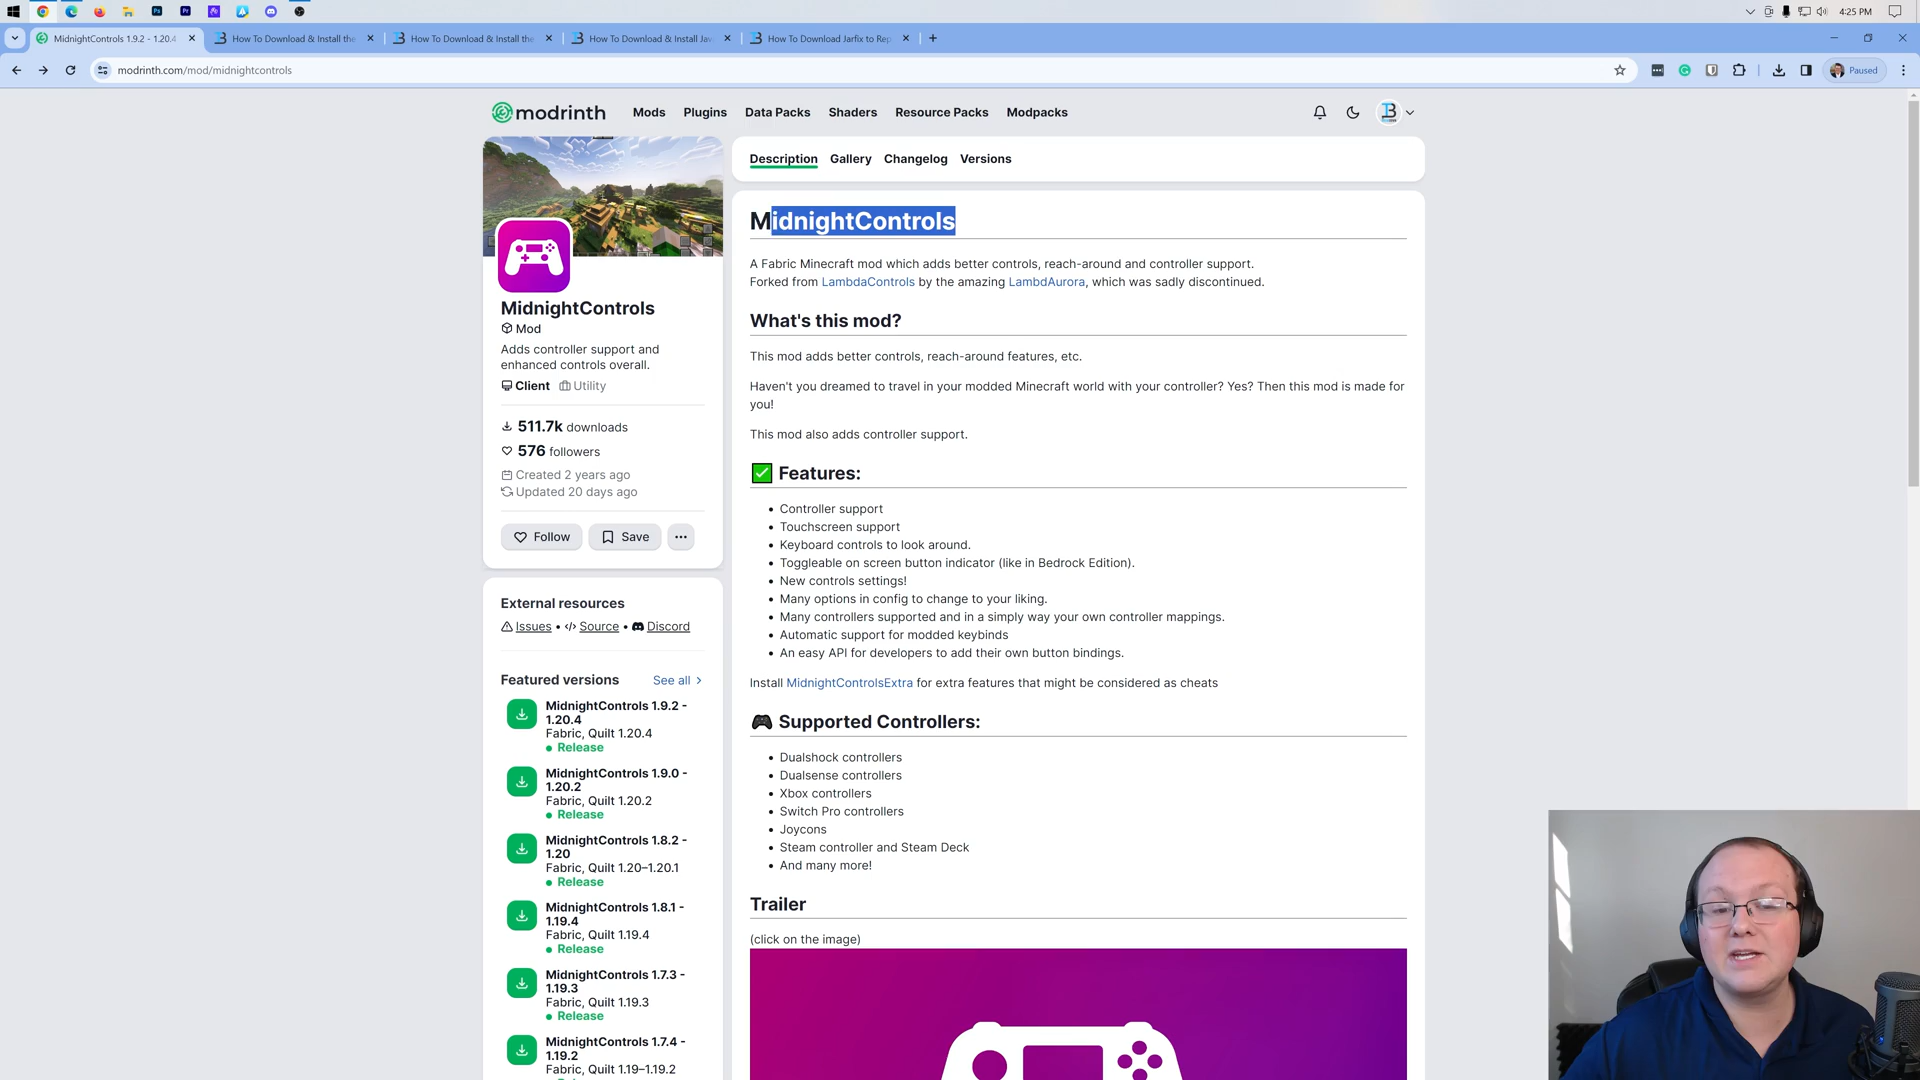 4:25 PM
MidnightControls 1.9.2 - 1.20.4
How To Download & Install the
How To Download & Install the
How To Download & Install Jav
How To Download Jarfix to Rep
modrinth.com/mod/midnightcontrols
Paused
modrinth
Mods
Plugins
Data Packs
Shaders
Resource Packs
Modpacks
MidnightControls
Mod
Adds controller support and
enhanced controls overall.
Client
Utility
511.7k downloads
576 followers
Created 2 years ago
Updated 20 days ago
Follow
Save
External resources
Issues • Source • Discord
Featured versions
See all
MidnightControls 1.9.2 -
1.20.4
Fabric, Quilt 1.20.4
Release
MidnightControls 1.9.0 -
1.20.2
Fabric, Quilt 1.20.2
Release
MidnightControls 1.8.2 -
1.20
Fabric, Quilt 1.20–1.20.1
Release
MidnightControls 1.8.1 -
1.19.4
Fabric, Quilt 1.19.4
Release
MidnightControls 1.7.3 -
1.19.3
Fabric, Quilt 1.19.3
Release
MidnightControls 1.7.4 -
1.19.2
Fabric, Quilt 1.19–1.19.2
Description
Gallery
Changelog
Versions
MidnightControls
A Fabric Minecraft mod which adds better controls, reach-around and controller support.
Forked from LambdaControls by the amazing LambdAurora, which was sadly discontinued.
What's this mod?
This mod adds better controls, reach-around features, etc.
Haven't you dreamed to travel in your modded Minecraft world with your controller? Yes? Then this mod is made for
you!
This mod also adds controller support.
✅ Features:
• Controller support
• Touchscreen support
• Keyboard controls to look around.
• Toggleable on screen button indicator (like in Bedrock Edition).
• New controls settings!
• Many options in config to change to your liking.
• Many controllers supported and in a simply way your own controller mappings.
• Automatic support for modded keybinds
• An easy API for developers to add their own button bindings.
Install MidnightControlsExtra for extra features that might be considered as cheats
🎮 Supported Controllers:
• Dualshock controllers
• Dualsense controllers
• Xbox controllers
• Switch Pro controllers
• Joycons
• Steam controller and Steam Deck
• And many more!
Trailer
(click on the image)